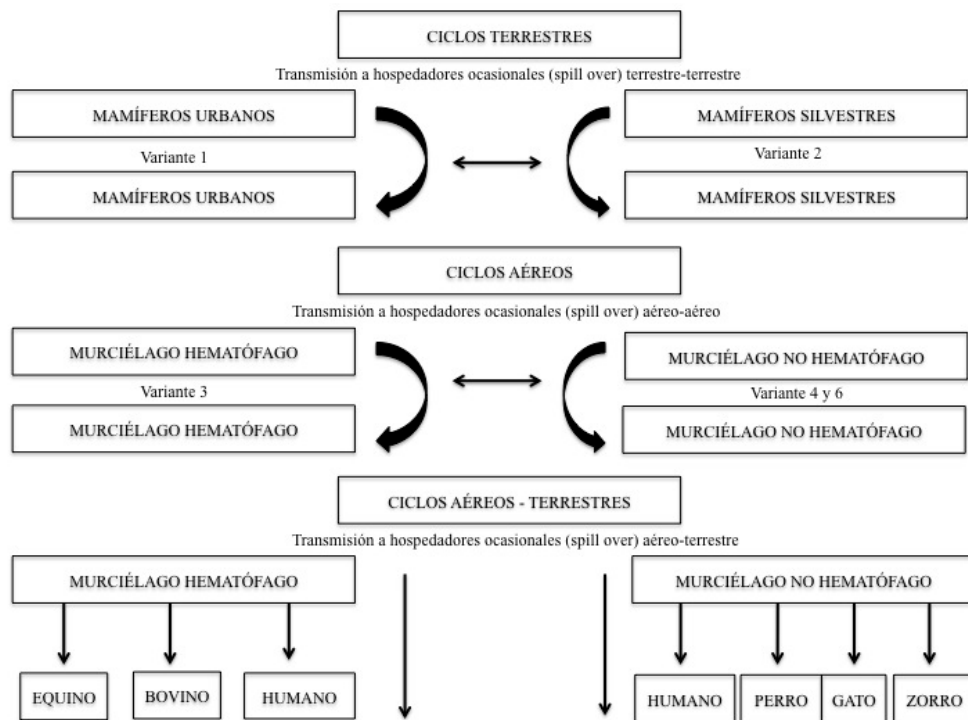 CICLOS TERRESTRES
Transmisión a hospedadores ocasionales (spill over) terrestre-terrestre
MAMÍFEROS URBANOS
Variante 1
MAMÍFEROS URBANOS
MAMÍFEROS SILVESTRES
Variante 2
MAMÍFEROS SILVESTRES
CICLOS AÉREOS
Transmisión a hospedadores ocasionales (spill over) aéreo-aéreo
MURCIÉLAGO HEMATÓFAGO
Variante 3
MURCIÉLAGO HEMATÓFAGO
MURCIÉLAGO NO HEMATÓFAGO
Variante 4 y 6
MURCIÉLAGO NO HEMATÓFAGO
CICLOS AÉREOS - TERRESTRES
Transmisión a hospedadores ocasionales (spill over) aéreo-terrestre
MURCIÉLAGO HEMATÓFAGO
EQUINO
BOVINO
HUMANO
MURCIÉLAGO NO HEMATÓFAGO
HUMANO
PERRO
GATO
ZORRO